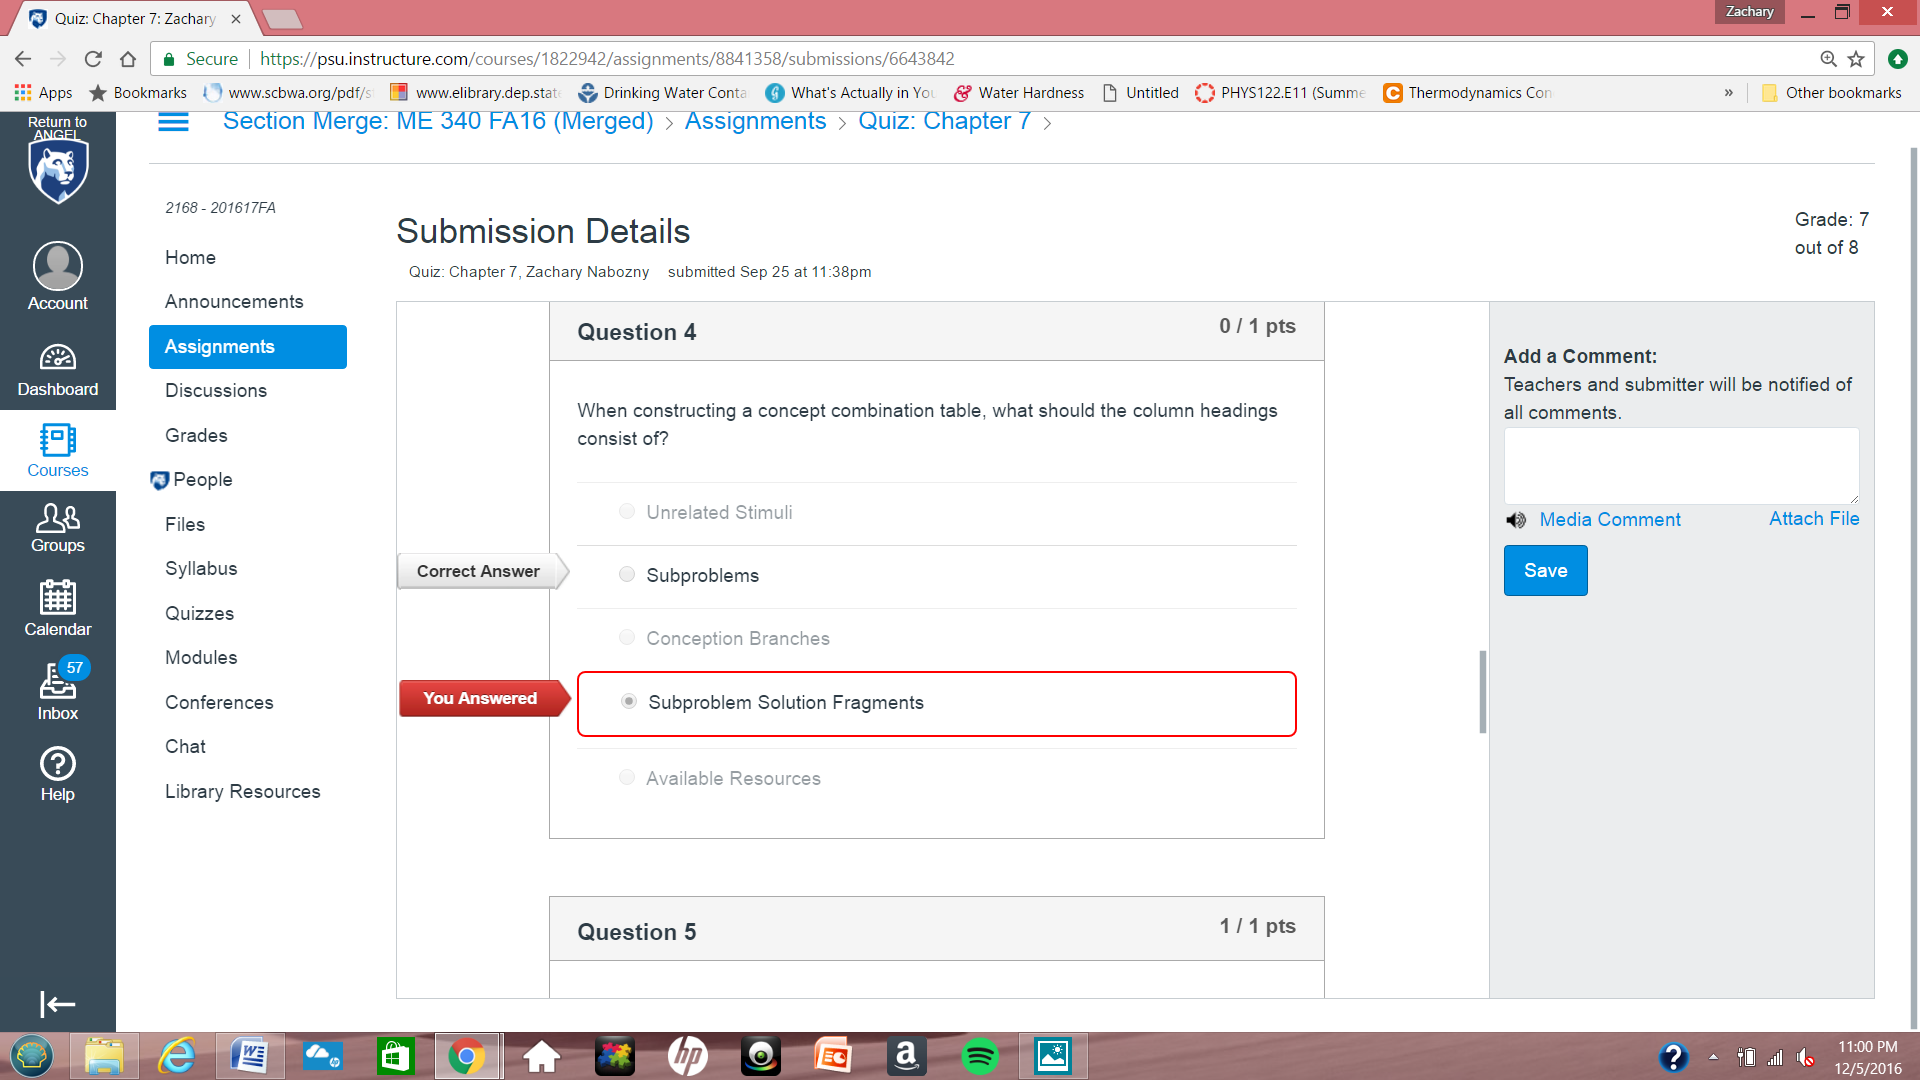 Quiz: Chapter 7: Zachary
Zachary
Secure https://psu.instructure.com/courses/1822942/assignments/8841358/submissions/6643842
Apps Bookmarks www.scbwa.org/pdf/ www.elibrary.dep.state Drinking Water Conta What's Actually in You Water Hardness Untitled PHYS122.E11 (Summe Thermodynamics Con » Other bookmarks
Return to
ANGEL
Section Merge: ME 340 FA16 (Merged) > Assignments > Quiz: Chapter 7 >
Account
Dashboard
Courses
Groups
Calendar
57
Inbox
Help
2168 - 201617FA
Home
Announcements
Assignments
Discussions
Grades
People
Files
Syllabus
Quizzes
Modules
Conferences
Chat
Library Resources
Submission Details
Quiz: Chapter 7, Zachary Nabozny submitted Sep 25 at 11:38pm
Grade: 7
out of 8
Question 4 0 / 1 pts
When constructing a concept combination table, what should the column headings
consist of?
Unrelated Stimuli
Correct Answer Subproblems
Conception Branches
You Answered Subproblem Solution Fragments
Available Resources
Question 5 1 / 1 pts
Add a Comment:
Teachers and submitter will be notified of
all comments.
Media Comment Attach File
Save
11:00 PM
12/5/2016